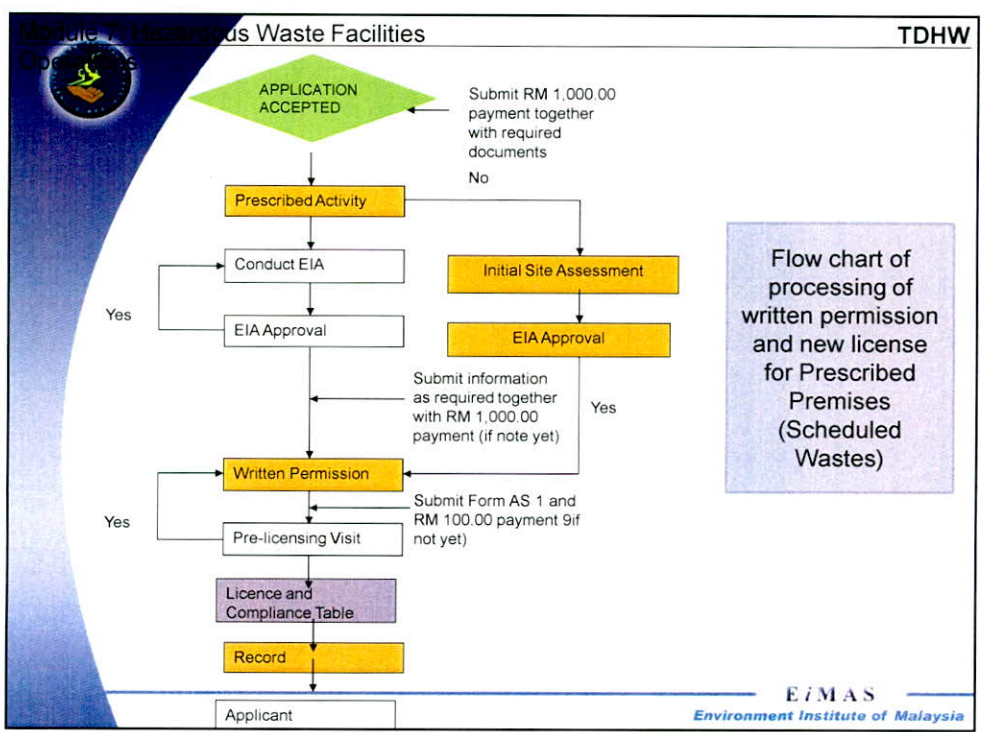 Module 7: Hazardous Waste Facilities
Operations
TDHW
APPLICATION
ACCEPTED
Submit RM 1,000.00
payment together
with required
documents
No
Prescribed Activity
Conduct EIA
Initial Site Assessment
Yes
EIA Approval
EIA Approval
Flow chart of
processing of
written permission
and new license
for Prescribed
Premises
(Scheduled
Wastes)
Submit information
as required together
with RM 1,000.00
payment (if note yet)
Yes
Written Permission
Submit Form AS 1 and
RM 100.00 payment 9if
not yet)
Yes
Pre-licensing Visit
Licence and
Compliance Table
Record
Applicant
EiMAS
Environment Institute of Malaysia